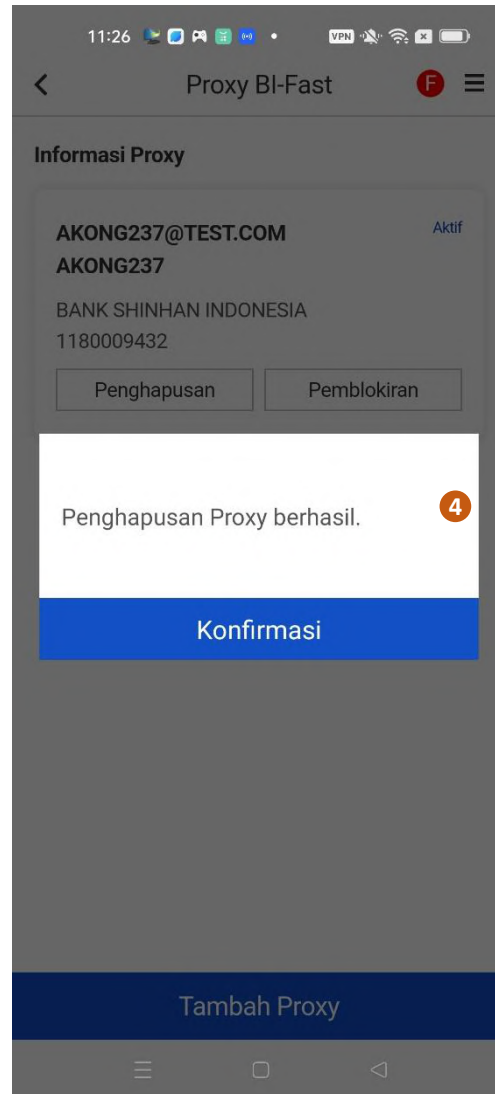 11:26 VPN
Proxy BI-Fast F
Informasi Proxy
AKONG237@TEST.COM Aktif
AKONG237
BANK SHINHAN INDONESIA
1180009432
Penghapusan Pemblokiran
Penghapusan Proxy berhasil. 4
Konfirmasi
Tambah Proxy